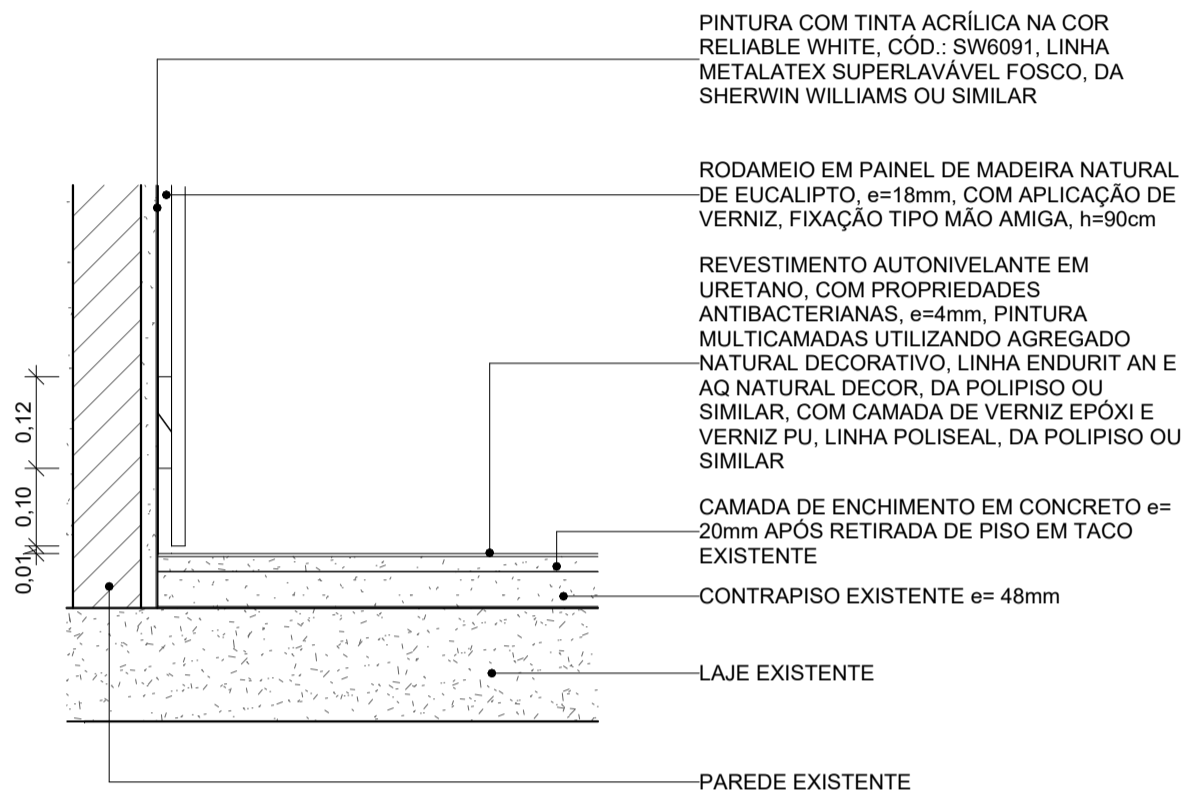 PINTURA COM TINTA ACRÍLICA NA COR
RELIABLE WHITE, CÓD.: SW6091, LINHA
METALATEX SUPERLAVÁVEL FOSCO, DA
SHERWIN WILLIAMS OU SIMILAR
RODAMEIO EM PAINEL DE MADEIRA NATURAL
DE EUCALIPTO, e=18mm, COM APLICAÇÃO DE
VERNIZ, FIXAÇÃO TIPO MÃO AMIGA, h=90cm
REVESTIMENTO AUTONIVELANTE EM
URETANO, COM PROPRIEDADES
ANTIBACTERIANAS, e=4mm, PINTURA
MULTICAMADAS UTILIZANDO AGREGADO
NATURAL DECORATIVO, LINHA ENDURIT AN E
AQ NATURAL DECOR, DA POLIPISO OU
SIMILAR, COM CAMADA DE VERNIZ EPÓXI E
VERNIZ PU, LINHA POLISEAL, DA POLIPISO OU
SIMILAR
CAMADA DE ENCHIMENTO EM CONCRETO e=
20mm APÓS RETIRADA DE PISO EM TACO
EXISTENTE
CONTRAPISO EXISTENTE e= 48mm
LAJE EXISTENTE
PAREDE EXISTENTE
0,12
0,10
0,01